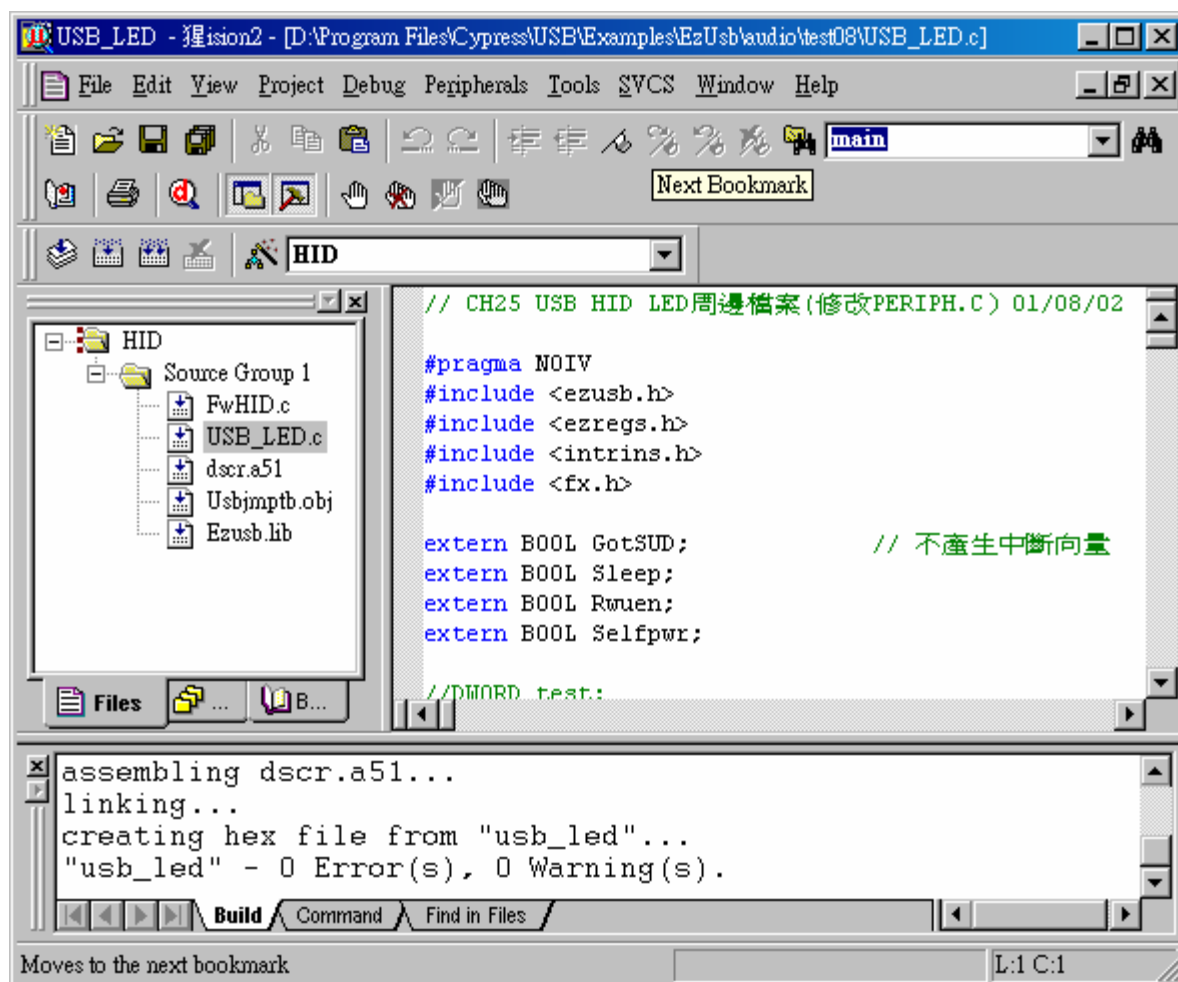 USB_LED - 猩ision2 - [D:\Program Files\Cypress\USB\Examples\EzUsb\audio\test08\USB_LED.c]
File Edit View Project Debug Peripherals Tools SVCS Window Help
main
Next Bookmark
HID
HID
Source Group 1
FwHID.c
USB_LED.c
dscr.a51
Usbjmptb.obj
Ezusb.lib
Files ... B...
// CH25 USB HID LED周邊檔案(修改PERIPH.C) 01/08/02
#pragma NOIV
#include <ezusb.h>
#include <ezregs.h>
#include <intrins.h>
#include <fx.h>
extern BOOL GotSUD; // 不產生中斷向量
extern BOOL Sleep;
extern BOOL Rwuen;
extern BOOL Selfpwr;
//DWORD test;
assembling dscr.a51...
linking...
creating hex file from "usb_led"...
"usb_led" - 0 Error(s), 0 Warning(s).
Build Command Find in Files
Moves to the next bookmark L:1 C:1